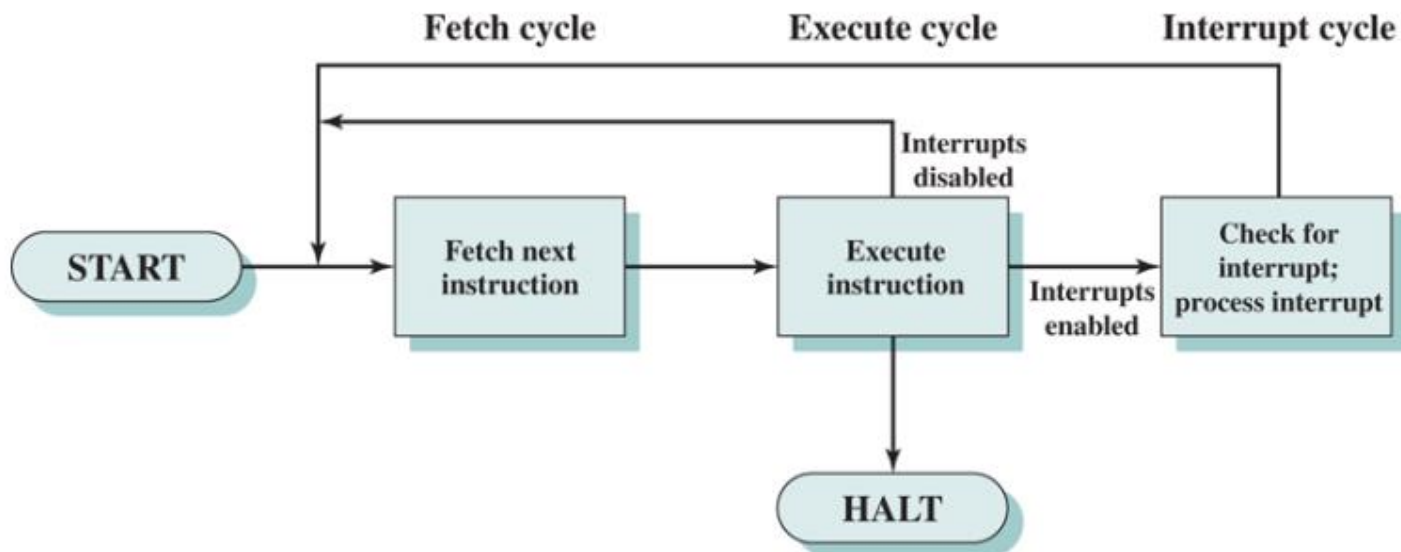 Fetch cycle
Execute cycle
Interrupt cycle
Interrupts
disabled
START
Fetch next
instruction
Execute
instruction
Interrupts
enabled
Check for
interrupt;
process interrupt
HALT